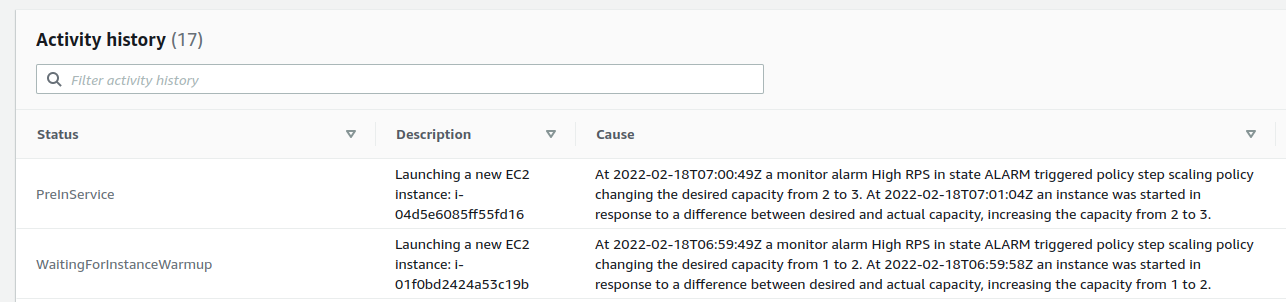 Activity history (17)
Filter activity history
Status Description Cause
PreInService
Launching a new EC2
instance: i-
04d5e6085ff55fd16
At 2022-02-18T07:00:49Z a monitor alarm High RPS in state ALARM triggered policy step scaling policy
changing the desired capacity from 2 to 3. At 2022-02-18T07:01:04Z an instance was started in
response to a difference between desired and actual capacity, increasing the capacity from 2 to 3.
WaitingForInstanceWarmup
Launching a new EC2
instance: i-
01f0bd2424a53c19b
At 2022-02-18T06:59:49Z a monitor alarm High RPS in state ALARM triggered policy step scaling policy
changing the desired capacity from 1 to 2. At 2022-02-18T06:59:58Z an instance was started in
response to a difference between desired and actual capacity, increasing the capacity from 1 to 2.